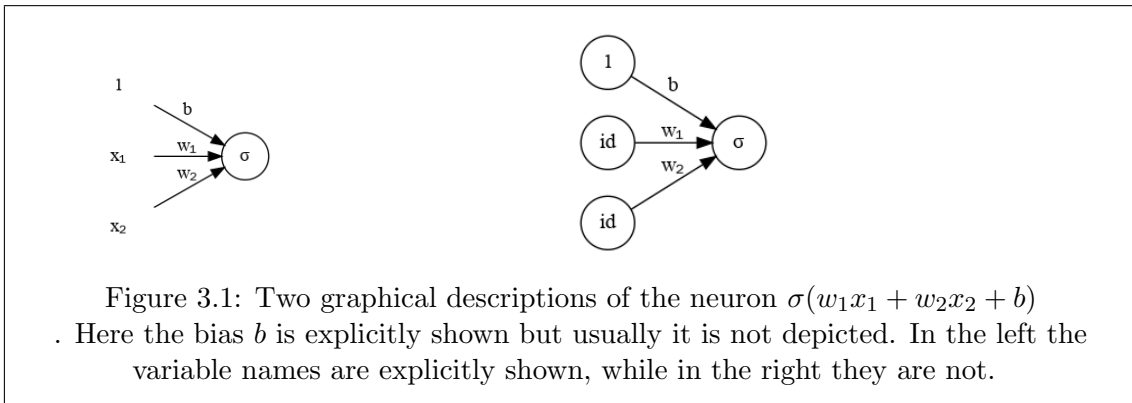 1
b
x₁
w₁
σ
w₂
x₂
1
b
id
w₁
σ
w₂
id
Figure 3.1: Two graphical descriptions of the neuron σ(w₁x₁ + w₂x₂ + b)
. Here the bias b is explicitly shown but usually it is not depicted. In the left the
variable names are explicitly shown, while in the right they are not.